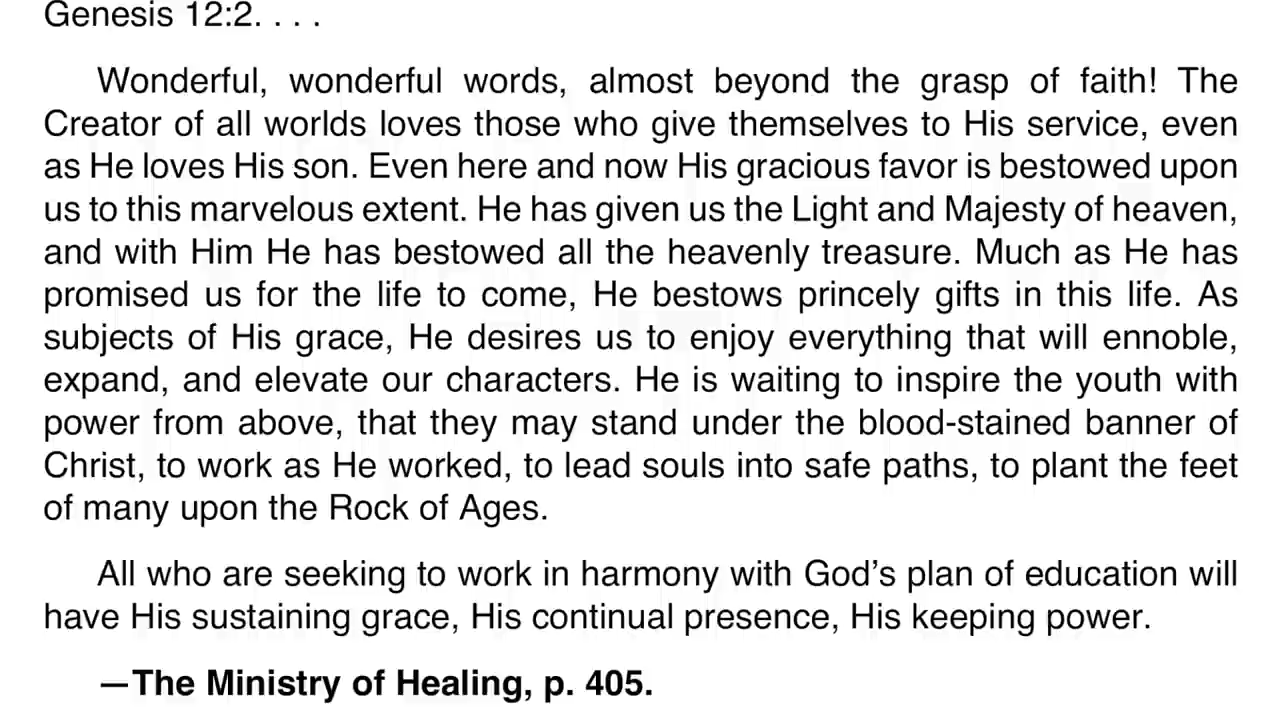 Genesis 12:2. . . .
Wonderful, wonderful words, almost beyond the grasp of faith! The
Creator of all worlds loves those who give themselves to His service, even
as He loves His son. Even here and now His gracious favor is bestowed upon
us to this marvelous extent. He has given us the Light and Majesty of heaven,
and with Him He has bestowed all the heavenly treasure. Much as He has
promised us for the life to come, He bestows princely gifts in this life. As
subjects of His grace, He desires us to enjoy everything that will ennoble,
expand, and elevate our characters. He is waiting to inspire the youth with
power from above, that they may stand under the blood-stained banner of
Christ, to work as He worked, to lead souls into safe paths, to plant the feet
of many upon the Rock of Ages.
All who are seeking to work in harmony with God’s plan of education will
have His sustaining grace, His continual presence, His keeping power.
—The Ministry of Healing, p. 405.